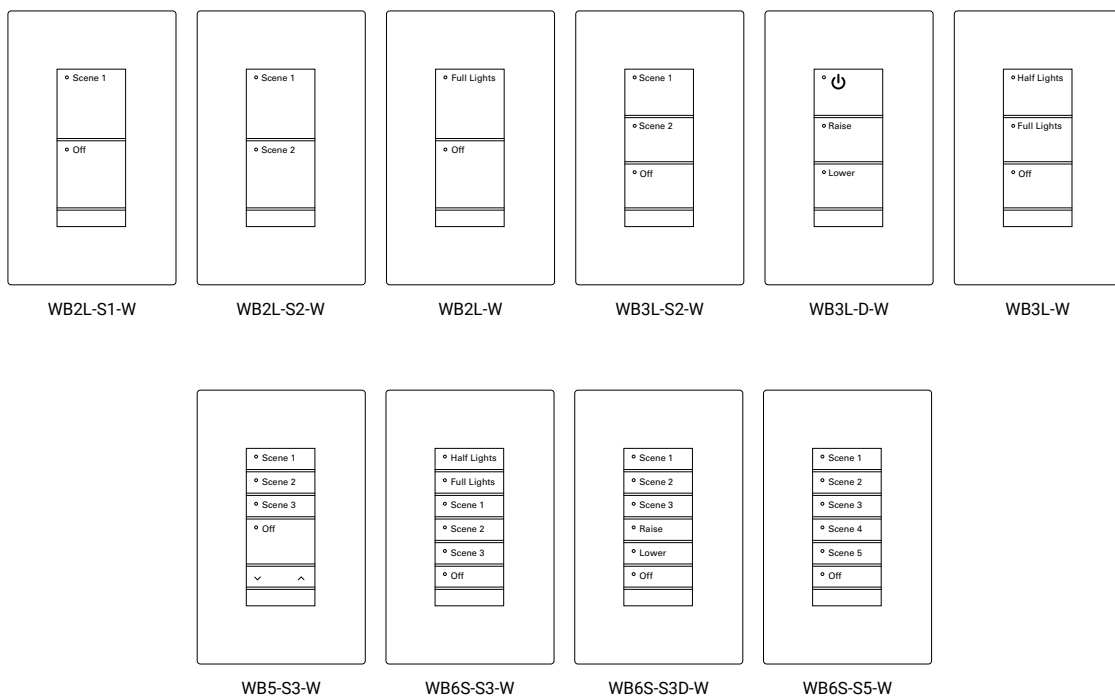 Scene 1
Off
WB2L-S1-W
Scene 1
Scene 2
WB2L-S2-W
Full Lights
Off
WB2L-W
Scene 1
Scene 2
Off
WB3L-S2-W
Raise
Lower
WB3L-D-W
Half Lights
Full Lights
Off
WB3L-W
Scene 1
Scene 2
Scene 3
Off
WB5-S3-W
Half Lights
Full Lights
Scene 1
Scene 2
Scene 3
Off
WB6S-S3-W
Scene 1
Scene 2
Scene 3
Raise
Lower
Off
WB6S-S3D-W
Scene 1
Scene 2
Scene 3
Scene 4
Scene 5
Off
WB6S-S5-W